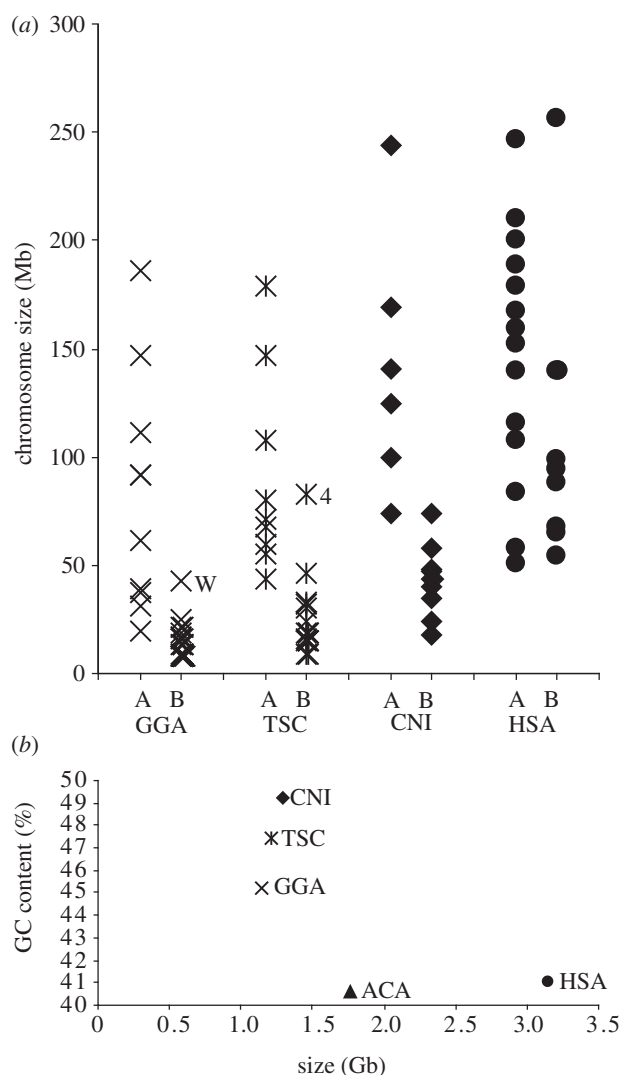 (a)
300
250
200
150
100
50
0
chromosome size (Mb)
W
4
A B A B A B A B
GGA TSC CNI HSA
(b)
50
49
48
47
46
45
44
43
42
41
40
GC content (%)
CNI
TSC
GGA
ACA
HSA
0 0.5 1.0 1.5 2.0 2.5 3.0 3.5
size (Gb)